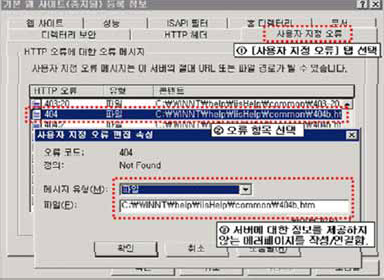 기본 웹 사이트(중지됨) 등록 정보
웹 사이트
성능
ISAPI 필터
홈 디렉터리
문서
디렉터리 보안
HTTP 헤더
사용자 지정 오류
① [사용자 지정 오류] 탭 선택
HTTP 오류에 대한 오류 메시지
사용자 지정 오류 메시지는 이 서버의 절대 URL 또는 파일 경로가 될 수 있습니다.
HTTP 오류
유형
콘텐트
403;20
파일
C:\WINNT\help\iisHelp\common\403-20
404
파일
C:\WINNT\help\iisHelp\common\404b.h
② 오류 항목 선택
사용자 지정 오류 편집 속성
오류 코드:
404
정의:
Not Found
메시지 유형(M):
파일
파일(F):
C:\WINNT\help\iisHelp\common\404b.htm
③ 서버에 대한 정보를 제공하지
않는 에러페이지를 작성/연결함.
확인
취소